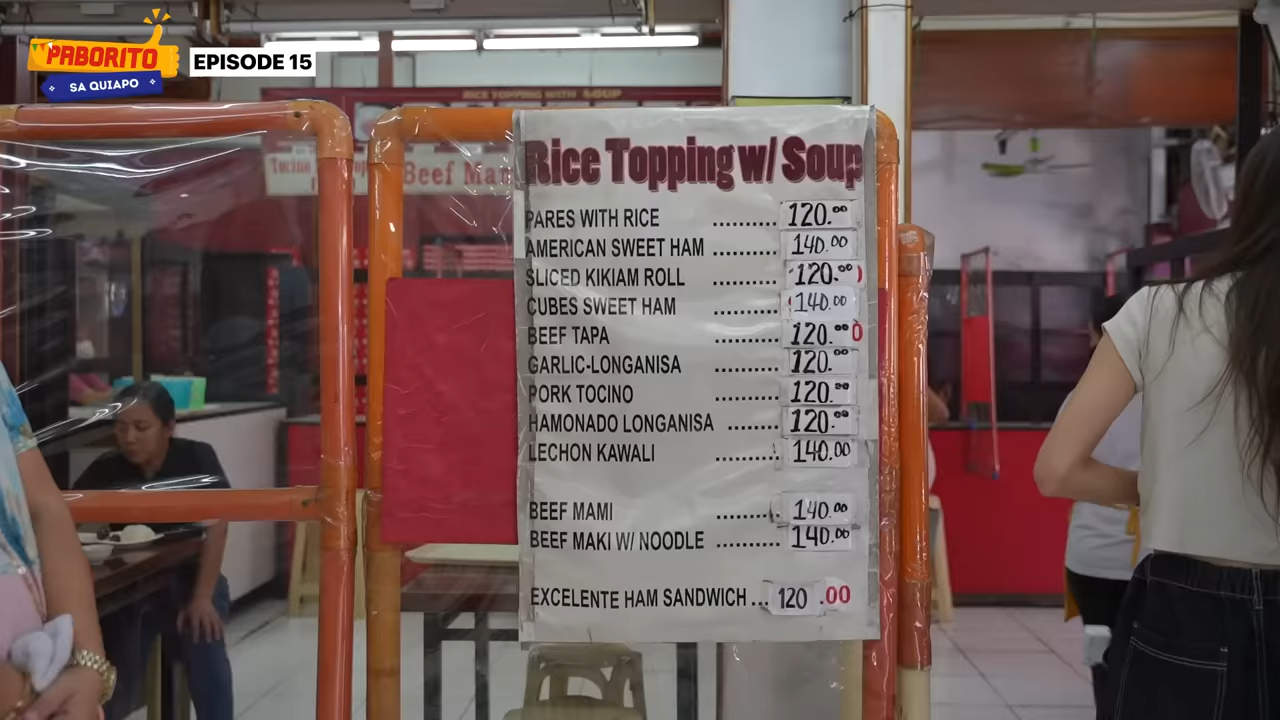 PABORITO
SA QUIAPO
EPISODE 15
RICE TOPPING WITH SOUP
Beef Mam
Rice Topping w/ Soup
PARES WITH RICE .......... 120.00
AMERICAN SWEET HAM .......... 140.00
SLICED KIKIAM ROLL .......... 120.00
CUBES SWEET HAM .......... 140.00
BEEF TAPA .......... 120.00 0
GARLIC-LONGANISA .......... 120.00
PORK TOCINO .......... 120.00
HAMONADO LONGANISA ........ 120.00
LECHON KAWALI .......... 140.00
BEEF MAMI .......... 140.00
BEEF MAKI W/ NOODLE .......... 140.00
EXCELENTE HAM SANDWICH ... 120 .00